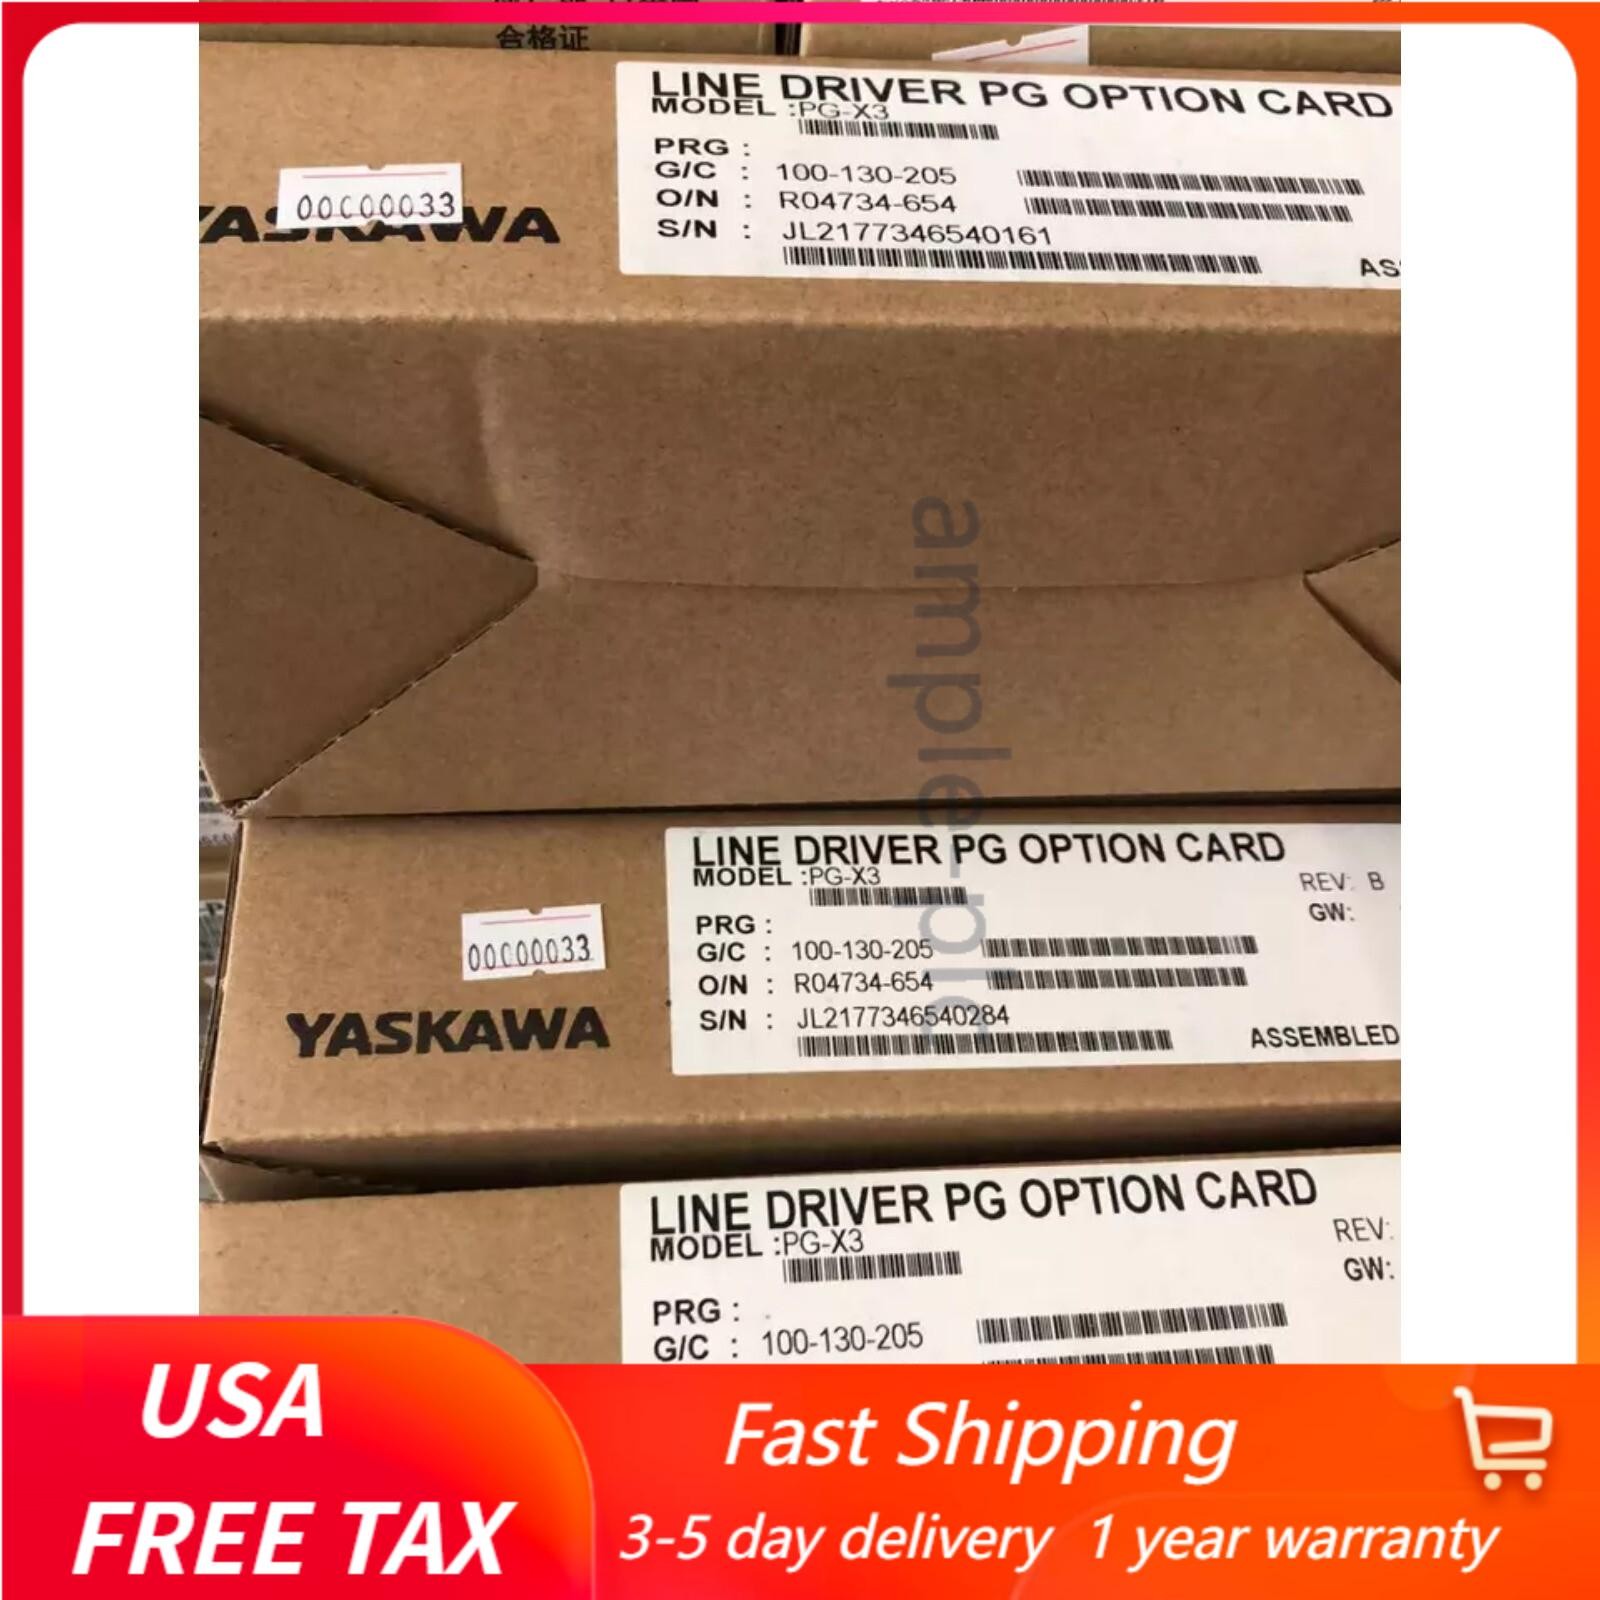 合格证
LINE DRIVER PG OPTION CARD
MODEL :PG-X3
PRG :
G/C : 100-130-205
O/N : R04734-654
S/N : JL2177346540161
00C00033
YASKAWA
LINE DRIVER PG OPTION CARD
MODEL :PG-X3
REV: B
PRG :
GW:
G/C : 100-130-205
O/N : R04734-654
S/N : JL2177346540284
ASSEMBLED
00C00033
YASKAWA
ample-pic
LINE DRIVER PG OPTION CARD
MODEL :PG-X3
REV:
GW:
PRG :
G/C : 100-130-205
USA
FREE TAX
Fast Shipping
3-5 day delivery 1 year warranty